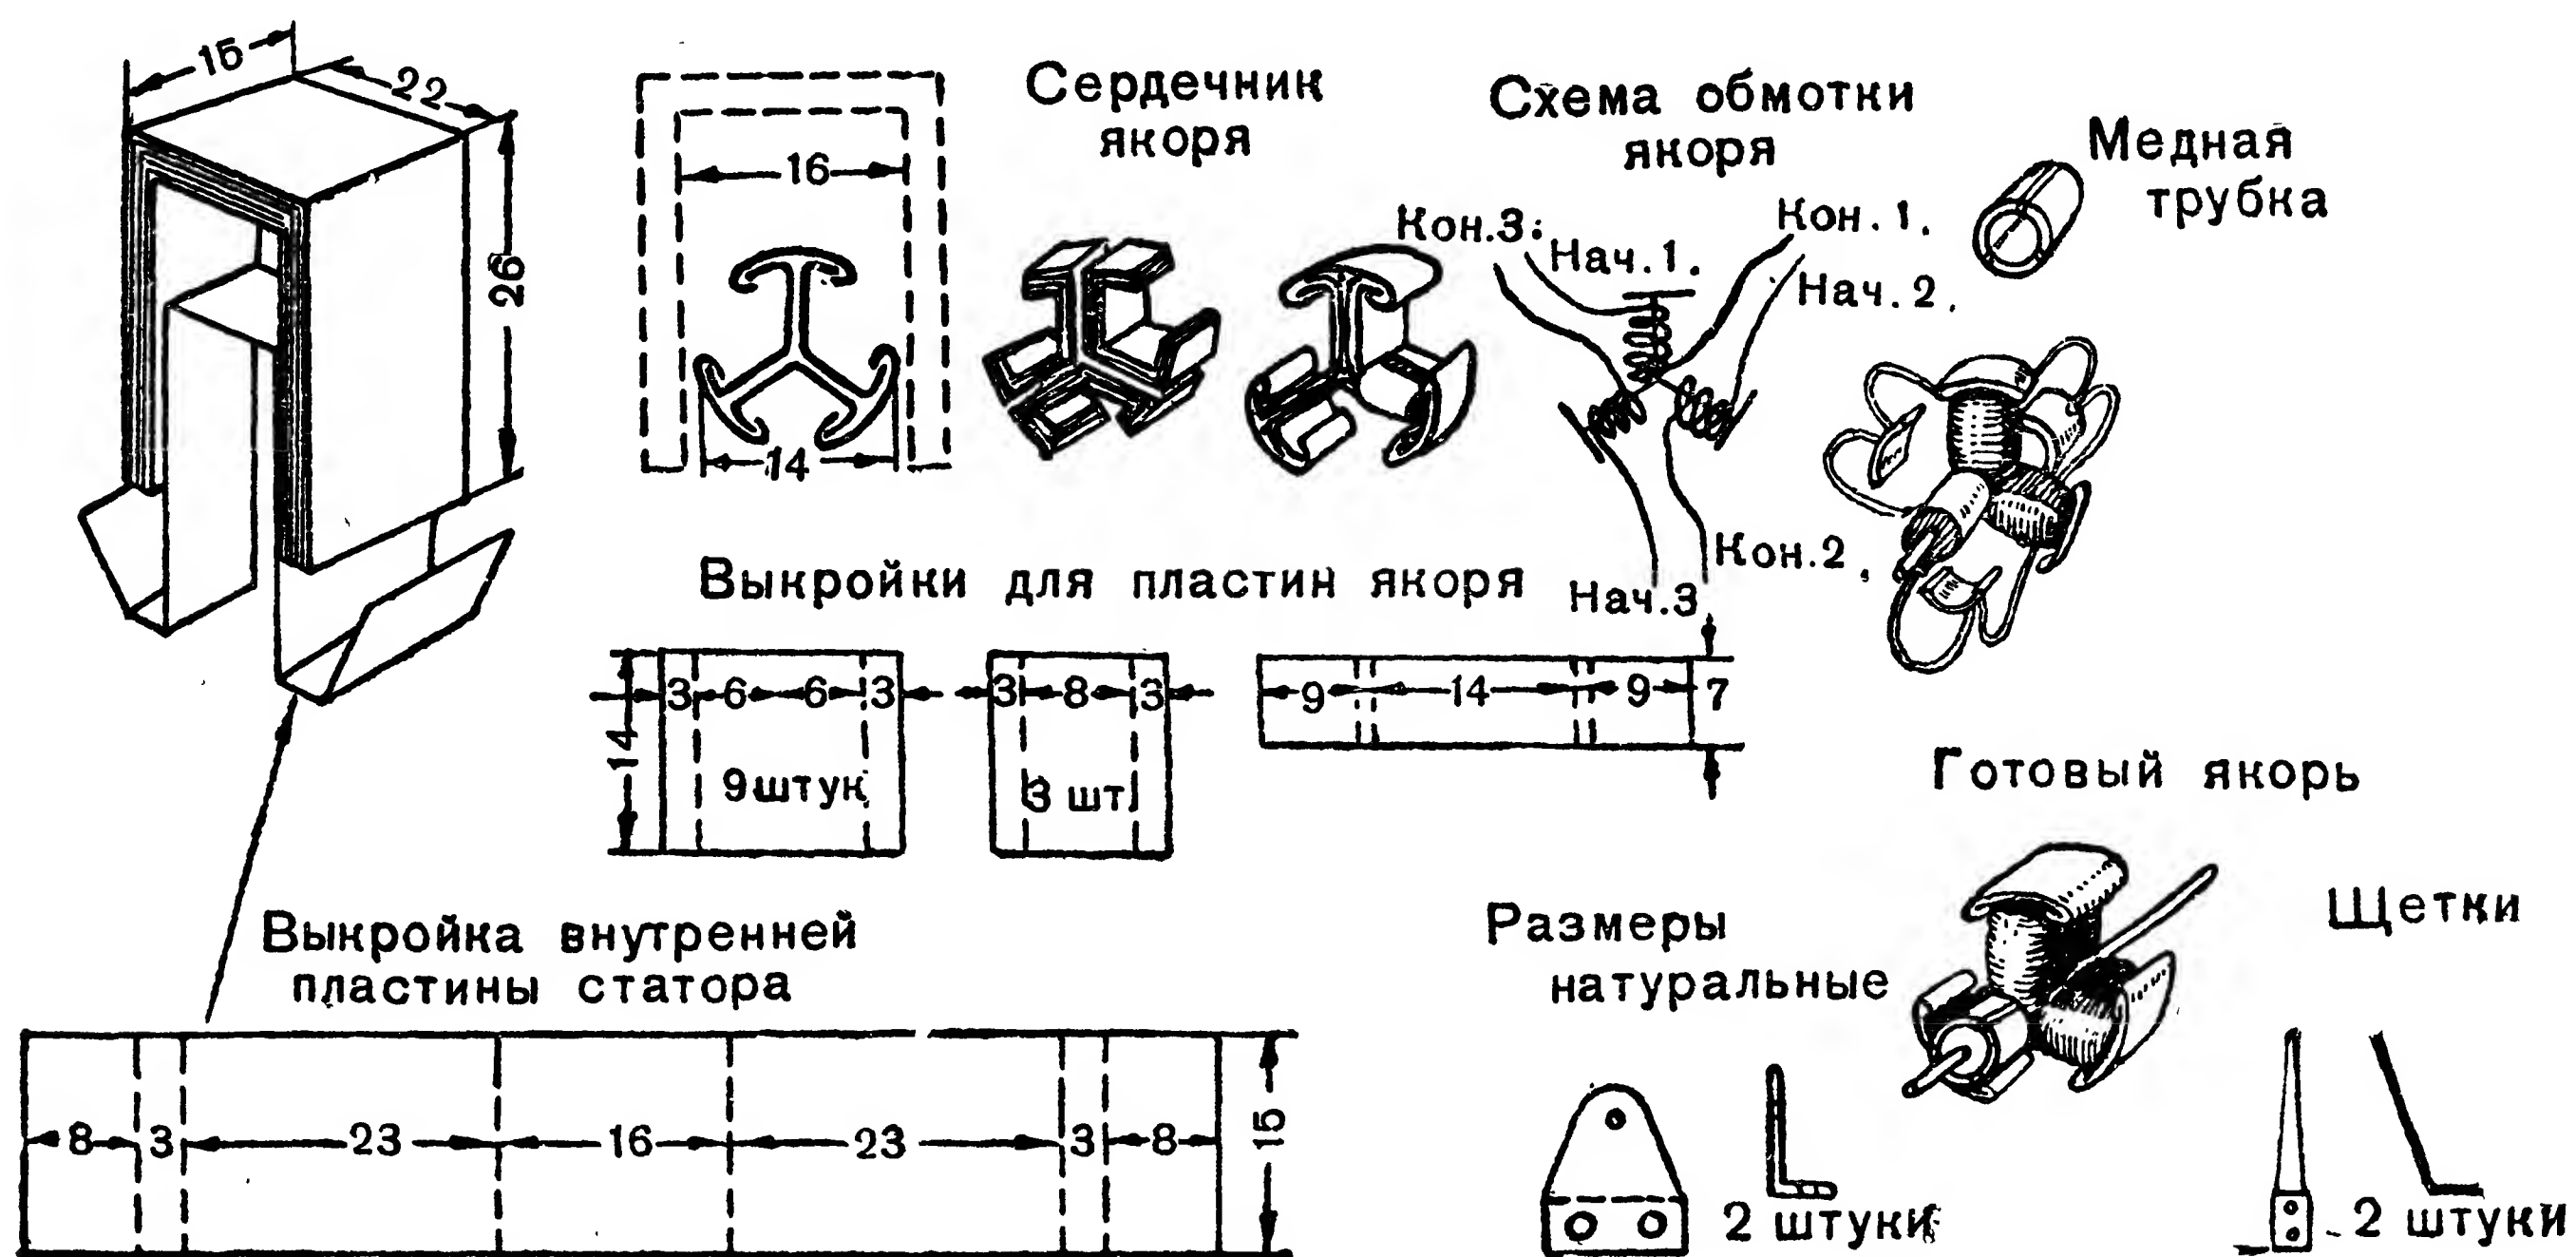 15
22
26
16
14
Сердечник
якоря
Схема обмотки
якоря
Медная
трубка
Кон.3.
Нач.1.
Кон.1.
Нач.2.
Кон.2.
Нач.3
Выкройки для пластин якоря
14
3 6 6 3
9 штук
3 8 3
3 шт.
9 14 9 7
Готовый якорь
Выкройка внутренней
пластины статора
8 3 23 16 23 3 8
15
Размеры
натуральные
2 штуки
Щетки
2 штуки